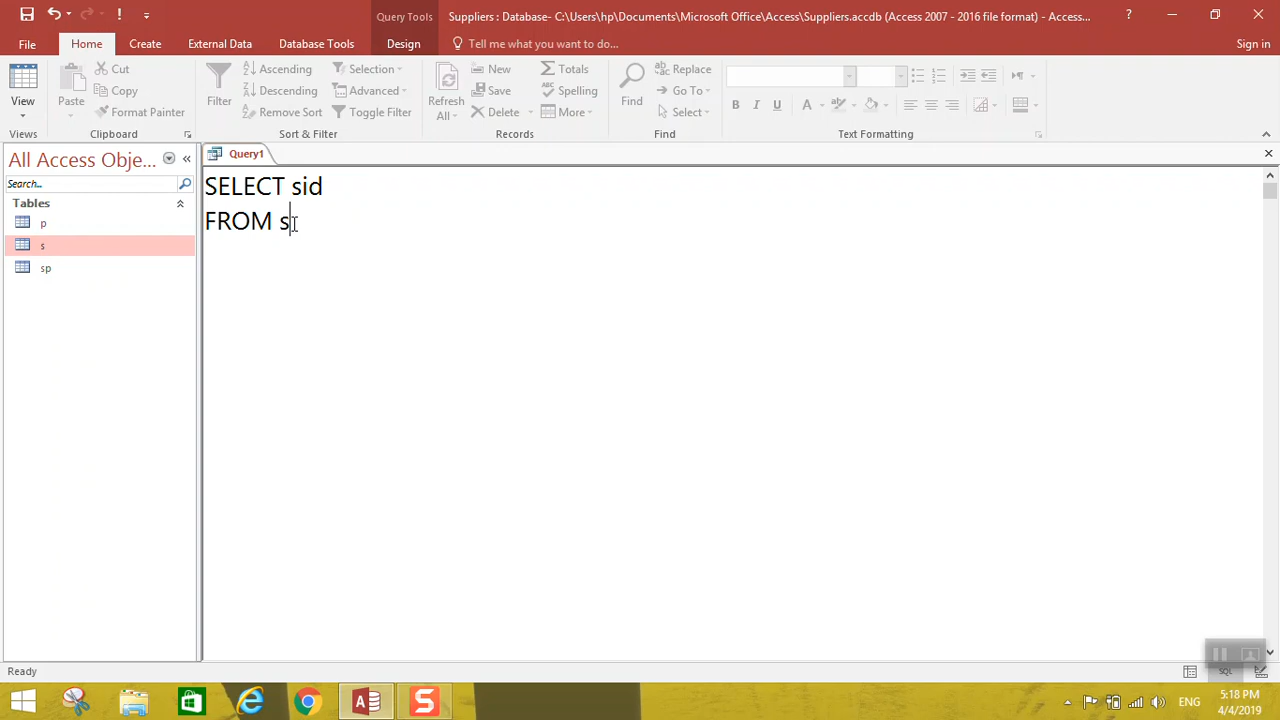 Query Tools
Suppliers : Database- C:\Users\hp\Documents\Microsoft Office\Access\Suppliers.accdb (Access 2007 - 2016 file format) - Access...
?
File
Home
Create
External Data
Database Tools
Design
Tell me what you want to do...
Sign in
View
Views
Paste
Cut
Copy
Format Painter
Clipboard
Filter
Ascending
Descending
Remove Sort
Selection
Advanced
Toggle Filter
Sort & Filter
Refresh
All
New
Save
Delete
Totals
Spelling
More
Records
Find
Replace
Go To
Select
Find
B I U A
Text Formatting
All Access Obje...
Search...
Tables
p
s
sp
Query1
SELECT sid
FROM s
Ready
SQL
ENG
5:18 PM
4/4/2019